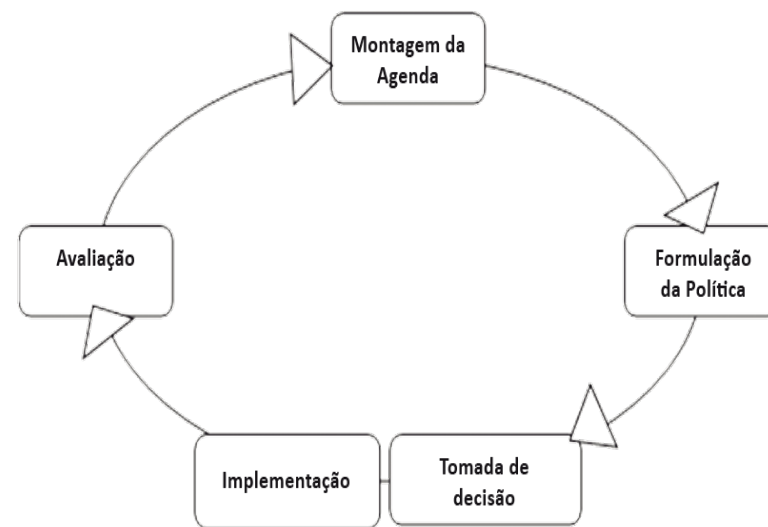 Montagem da
Agenda
Formulação
da Política
Tomada de
decisão
Implementação
Avaliação